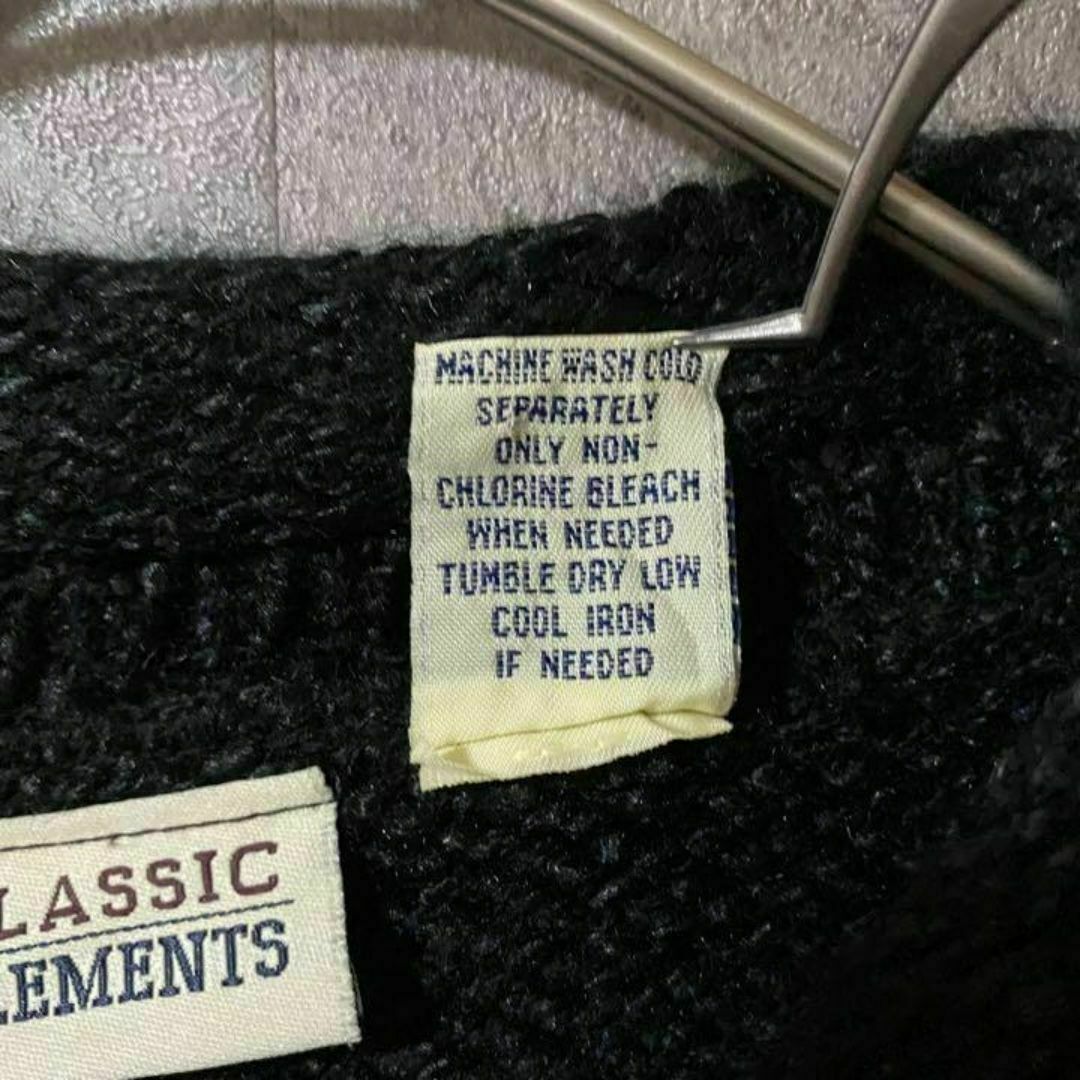 MACHINE WASH COLD
SEPARATELY
ONLY NON-
CHLORINE BLEACH
WHEN NEEDED
TUMBLE DRY LOW
COOL IRON
IF NEEDED
LASSIC
LEMENTS